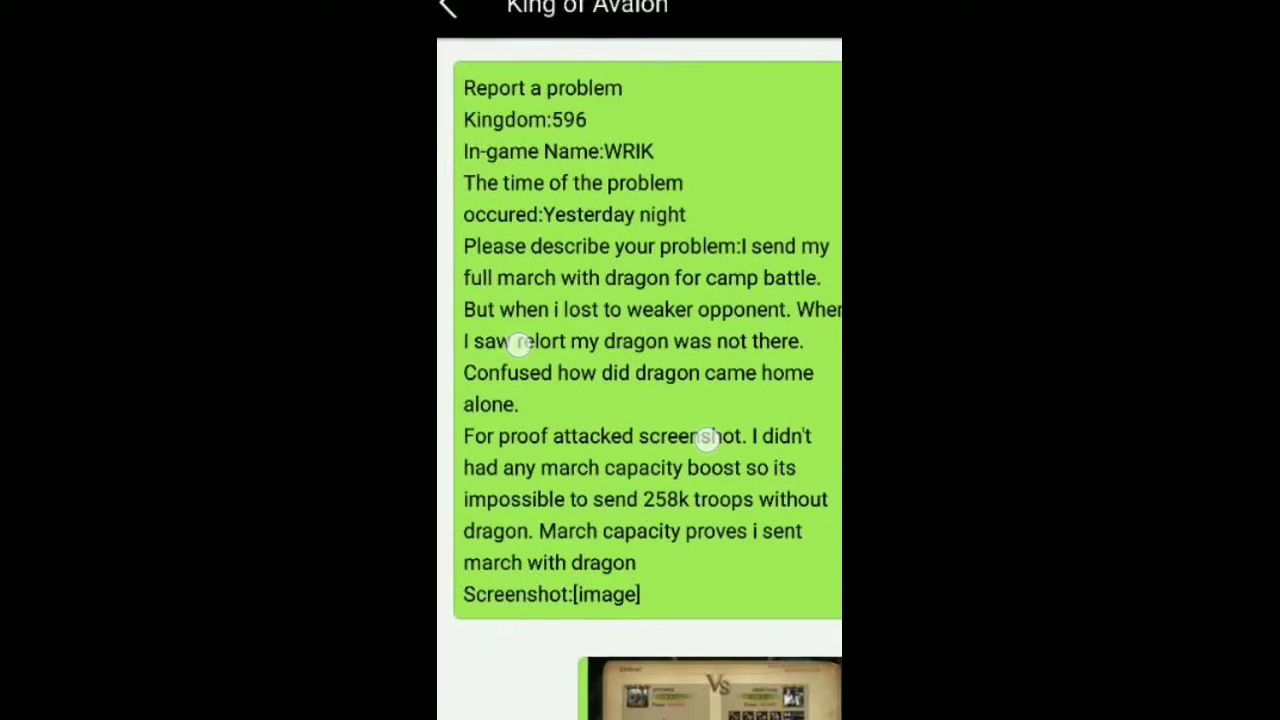 King of Avalon
Report a problem
Kingdom:596
In-game Name:WRIK
The time of the problem
occured:Yesterday night
Please describe your problem:I send my
full march with dragon for camp battle.
But when i lost to weaker opponent. When
I saw relort my dragon was not there.
Confused how did dragon came home
alone.
For proof attacked screenshot. I didn't
had any march capacity boost so its
impossible to send 258k troops without
dragon. March capacity proves i sent
march with dragon
Screenshot:[image]
VS